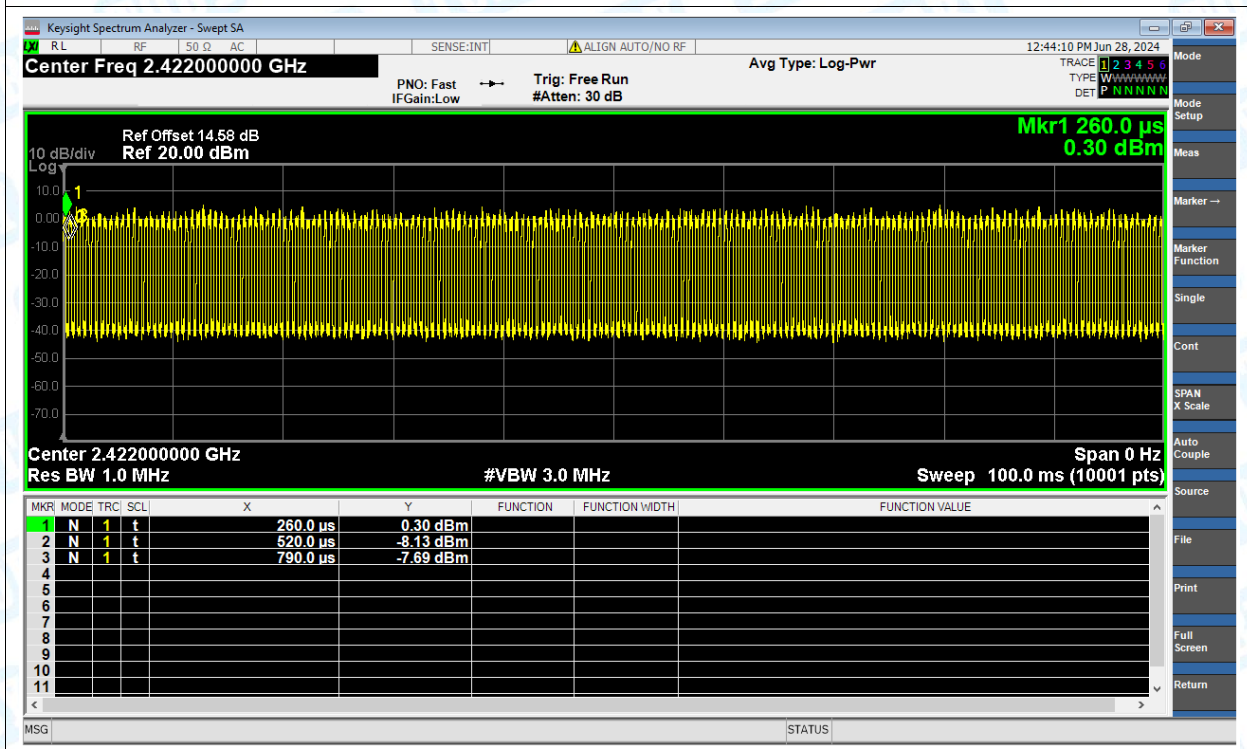 Keysight Spectrum Analyzer - Swept SA
LXI RL RF 50 Ω AC SENSE:INT ALIGN AUTO/NO RF 12:44:10 PM Jun 28, 2024
Center Freq 2.422000000 GHz
PNO: Fast
IFGain:Low
Trig: Free Run
#Atten: 30 dB
Avg Type: Log-Pwr
TRACE 1 2 3 4 5 6
TYPE WWWWWW
DET P N N N N N
Mkr1 260.0 µs
0.30 dBm
Ref Offset 14.58 dB
10 dB/div Ref 20.00 dBm
Log
10.0
0.00
-10.0
-20.0
-30.0
-40.0
-50.0
-60.0
-70.0
1
Center 2.422000000 GHz Span 0 Hz
Res BW 1.0 MHz #VBW 3.0 MHz Sweep 100.0 ms (10001 pts)
MKR MODE TRC SCL X Y FUNCTION FUNCTION WIDTH FUNCTION VALUE
1 N 1 t 260.0 µs 0.30 dBm
2 N 1 t 520.0 µs -8.13 dBm
3 N 1 t 790.0 µs -7.69 dBm
4
5
6
7
8
9
10
11
MSG STATUS
Mode
Mode
Setup
Meas
Marker →
Marker
Function
Single
Cont
SPAN
X Scale
Auto
Couple
Source
File
Print
Full
Screen
Return